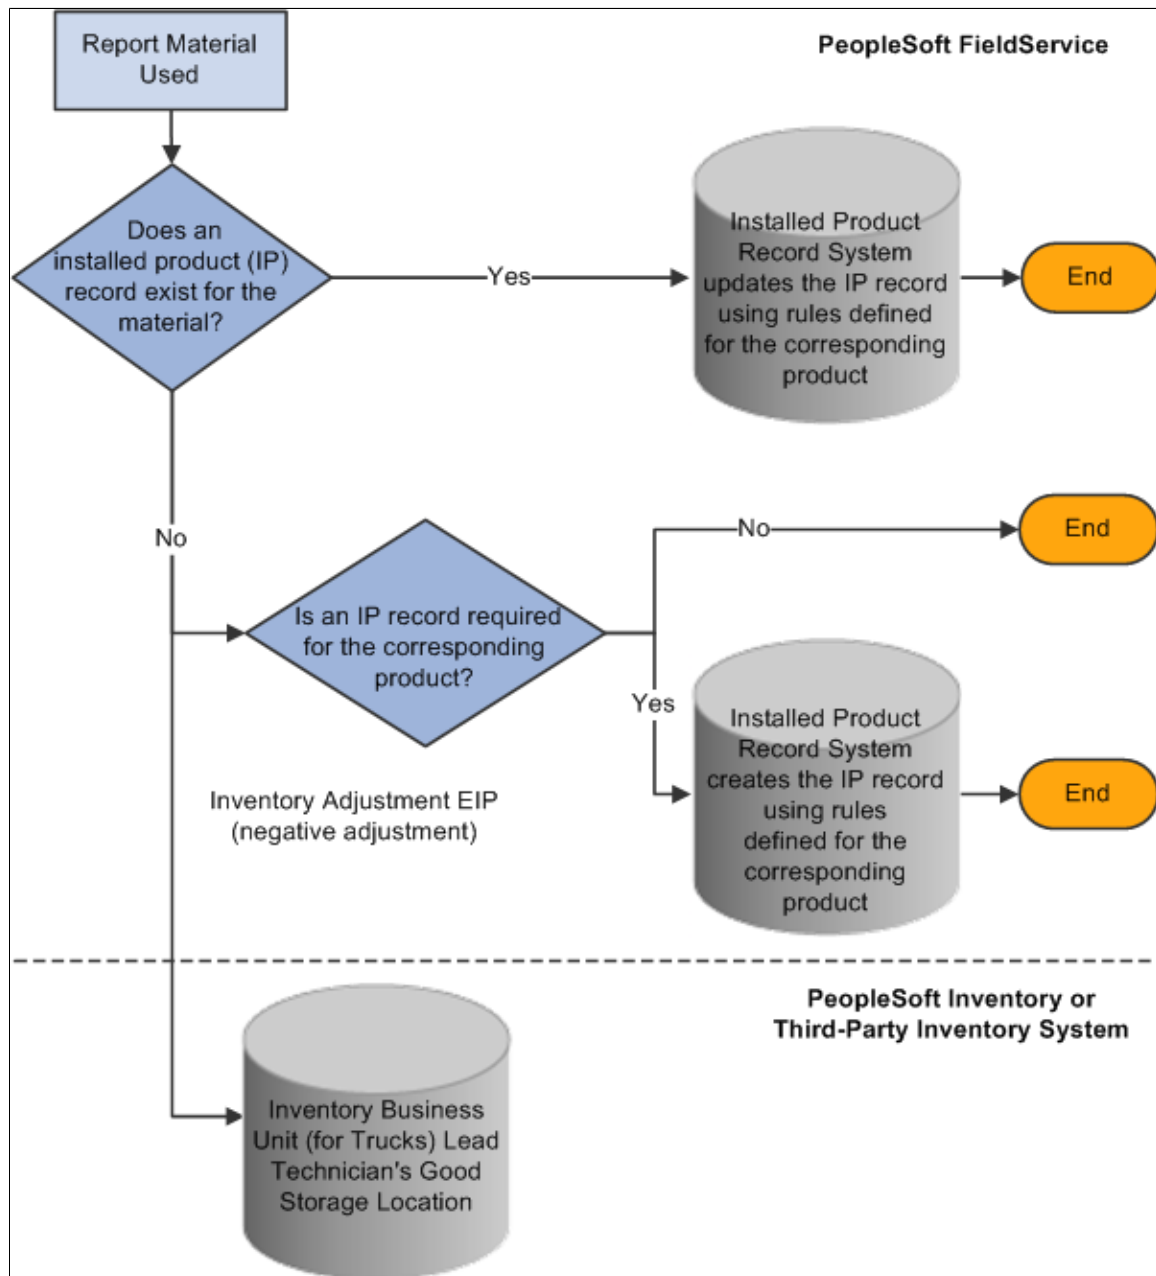 Report Material
Used
PeopleSoft FieldService
Does an
installed product (IP)
record exist for the
material?
Yes
Installed Product
Record System
updates the IP record
using rules defined
for the corresponding
product
End
No
Is an IP record required
for the corresponding
product?
No
End
Yes
Installed Product
Record System
creates the IP record
using rules
defined for the
corresponding
product
End
Inventory Adjustment EIP
(negative adjustment)
PeopleSoft Inventory or
Third-Party Inventory System
Inventory Business
Unit (for Trucks) Lead
Technician's Good
Storage Location